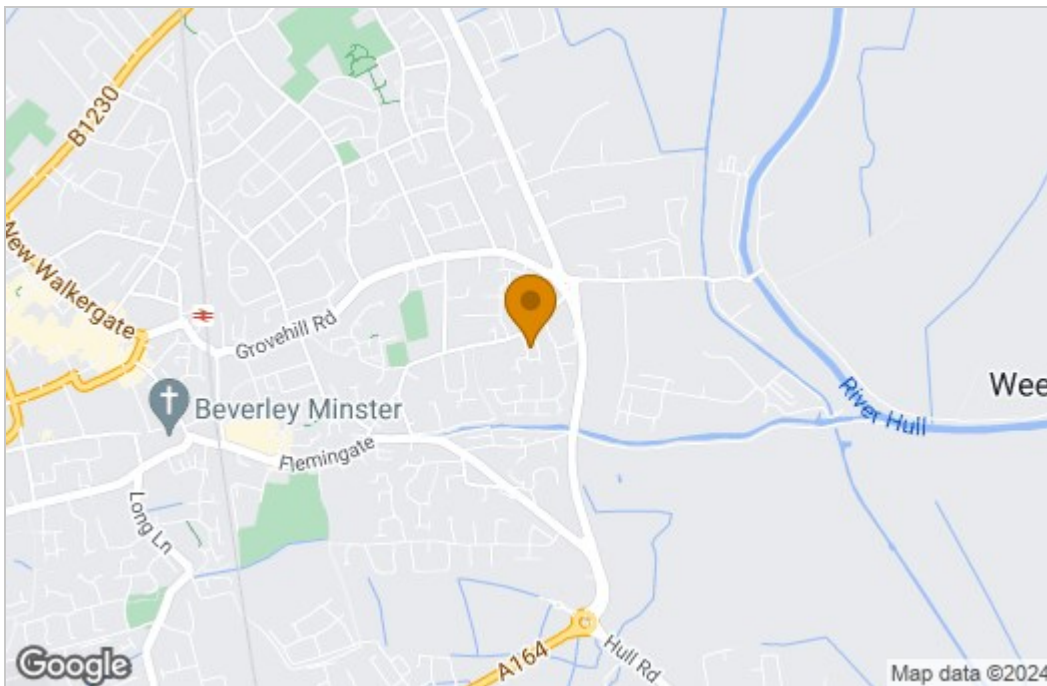 B1230
New Walkergate
Grovehill Rd
Beverley Minster
Flemingate
Long Ln
River Hull
Wee
A164
Hull Rd
Google
Map data ©2024